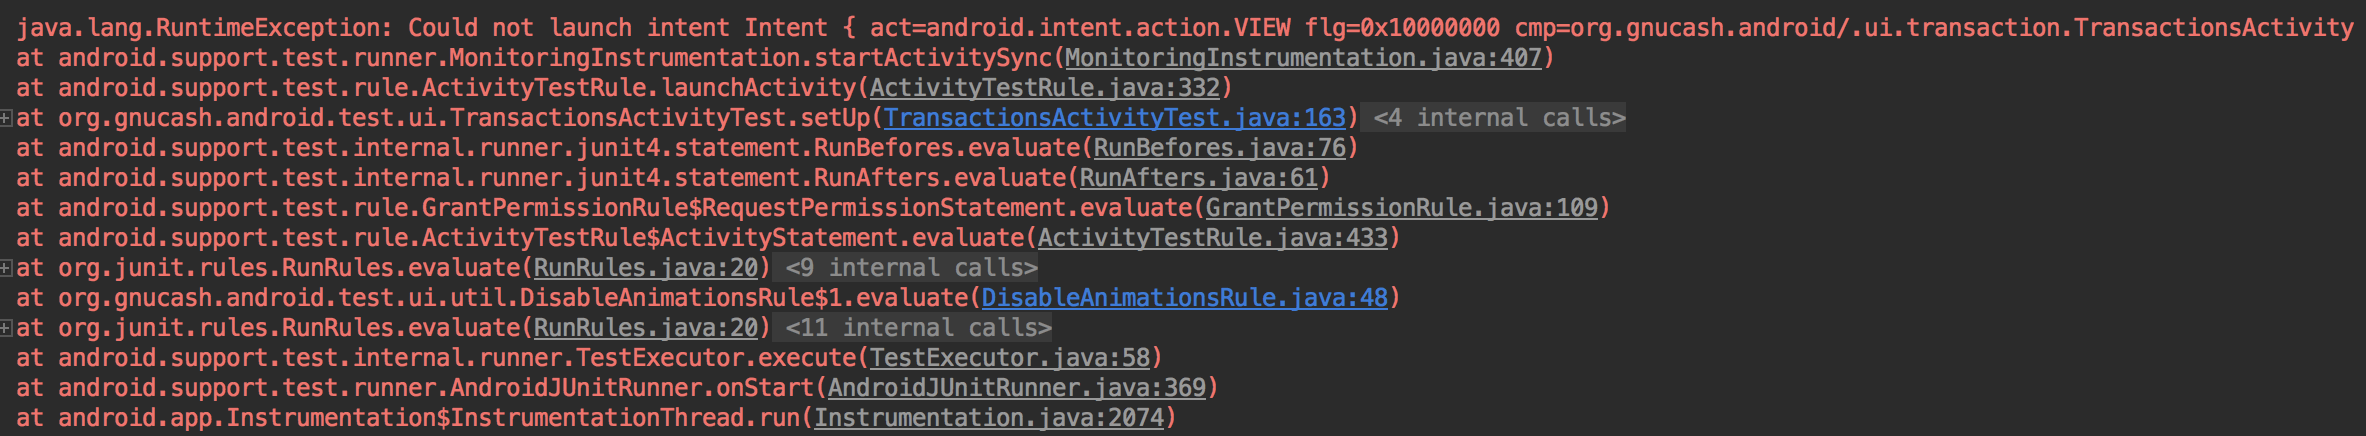 java.lang.RuntimeException: Could not launch intent Intent { act=android.intent.action.VIEW flg=0x10000000 cmp=org.gnucash.android/.ui.transaction.TransactionsActivity
at android.support.test.runner.MonitoringInstrumentation.startActivitySync(MonitoringInstrumentation.java:407)
at android.support.test.rule.ActivityTestRule.launchActivity(ActivityTestRule.java:332)
at org.gnucash.android.test.ui.TransactionsActivityTest.setUp(TransactionsActivityTest.java:163) <4 internal calls>
at android.support.test.internal.runner.junit4.statement.RunBefores.evaluate(RunBefores.java:76)
at android.support.test.internal.runner.junit4.statement.RunAfters.evaluate(RunAfters.java:61)
at android.support.test.rule.GrantPermissionRule$RequestPermissionStatement.evaluate(GrantPermissionRule.java:109)
at android.support.test.rule.ActivityTestRule$ActivityStatement.evaluate(ActivityTestRule.java:433)
at org.junit.rules.RunRules.evaluate(RunRules.java:20) <9 internal calls>
at org.gnucash.android.test.ui.util.DisableAnimationsRule$1.evaluate(DisableAnimationsRule.java:48)
at org.junit.rules.RunRules.evaluate(RunRules.java:20) <11 internal calls>
at android.support.test.internal.runner.TestExecutor.execute(TestExecutor.java:58)
at android.support.test.runner.AndroidJUnitRunner.onStart(AndroidJUnitRunner.java:369)
at android.app.Instrumentation$InstrumentationThread.run(Instrumentation.java:2074)